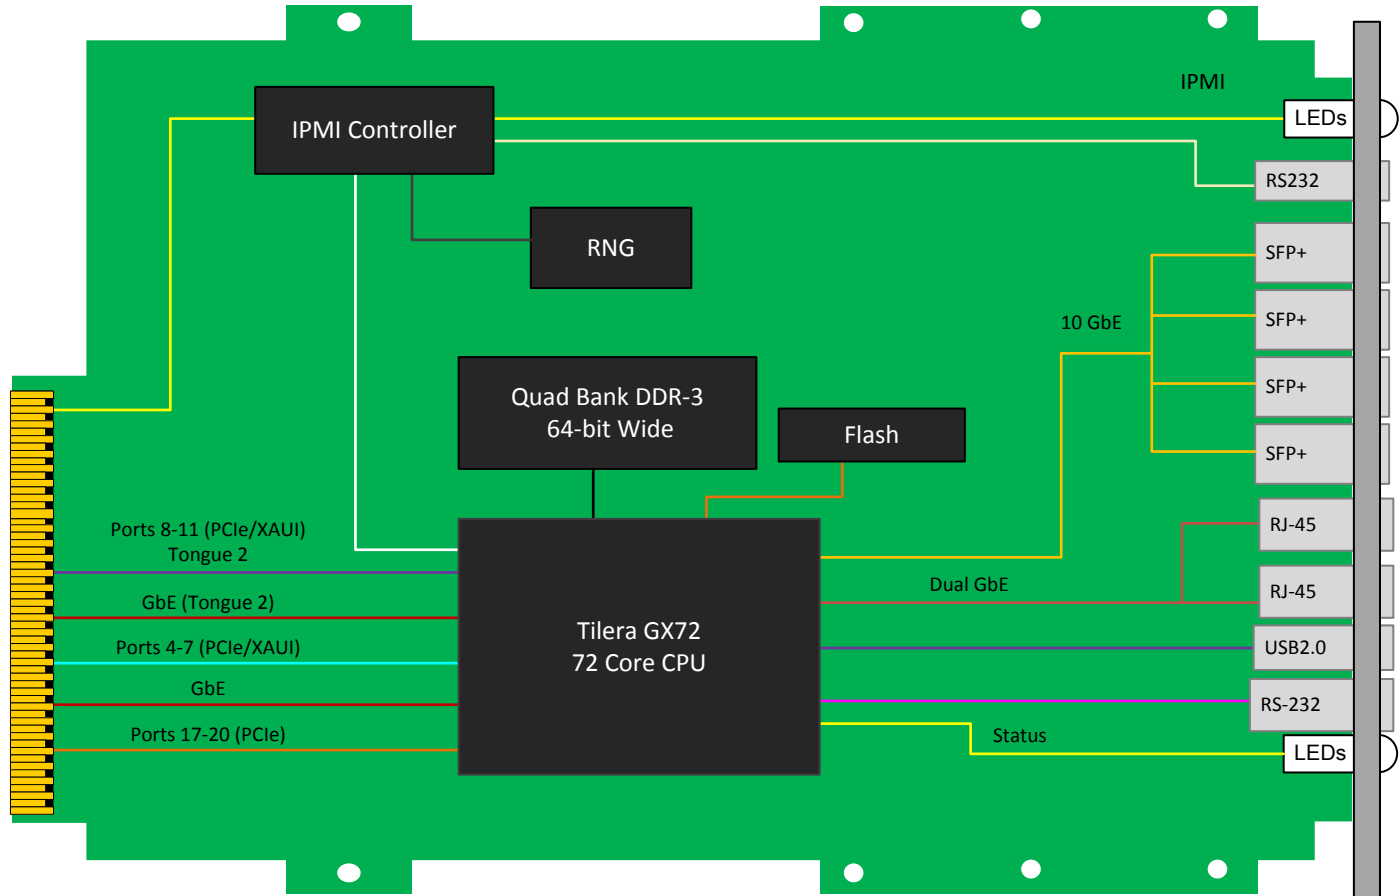 IPMI
LEDs
IPMI Controller
RS232
RNG
SFP+
10 GbE
SFP+
Quad Bank DDR-3
64-bit Wide
SFP+
Flash
SFP+
Ports 8-11 (PCIe/XAUI)
Tongue 2
RJ-45
GbE (Tongue 2)
Dual GbE
RJ-45
Tilera GX72
72 Core CPU
Ports 4-7 (PCIe/XAUI)
USB2.0
GbE
RS-232
Ports 17-20 (PCIe)
Status
LEDs